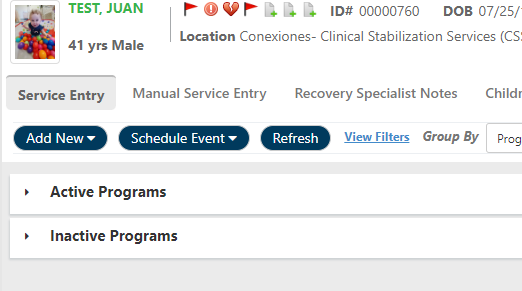 TEST, JUAN
ID# 00000760 DOB 07/25/
41 yrs Male
Location Conexiones- Clinical Stabilization Services (CS
Service Entry Manual Service Entry Recovery Specialist Notes Childr
Add New Schedule Event Refresh View Filters Group By Prog
Active Programs
Inactive Programs